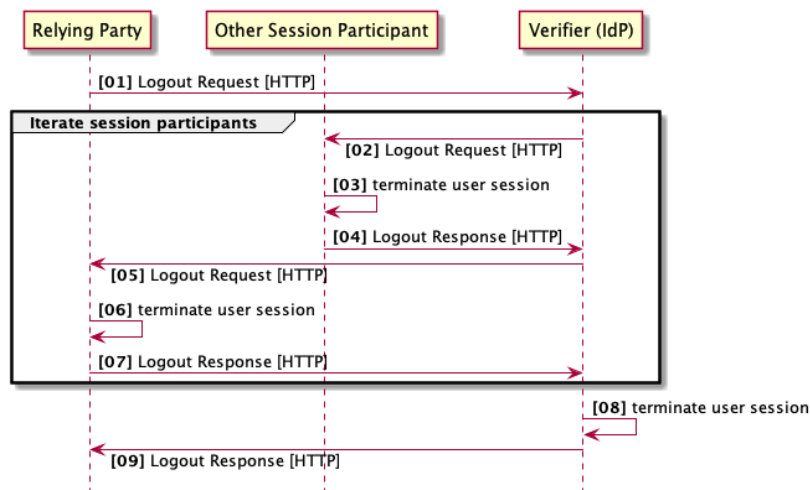 Relying Party
Other Session Participant
Verifier (IdP)
[01] Logout Request [HTTP]
Iterate session participants
[02] Logout Request [HTTP]
[03] terminate user session
[04] Logout Response [HTTP]
[05] Logout Request [HTTP]
[06] terminate user session
[07] Logout Response [HTTP]
[08] terminate user session
[09] Logout Response [HTTP]